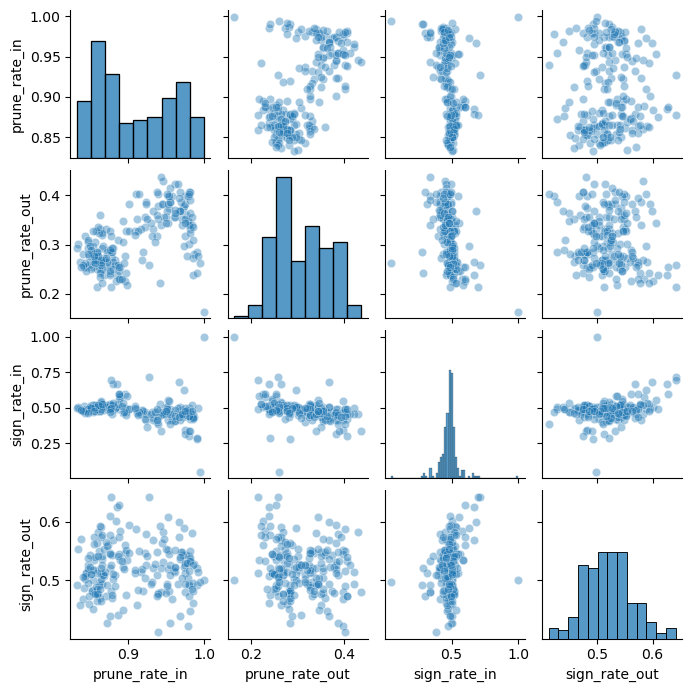 prune_rate_in
1.00
0.95
0.90
0.85
prune_rate_out
0.4
0.3
0.2
sign_rate_in
1.00
0.75
0.50
0.25
sign_rate_out
0.6
0.5
0.9 1.0 0.2 0.4 0.5 1.0 0.5 0.6
prune_rate_in prune_rate_out sign_rate_in sign_rate_out